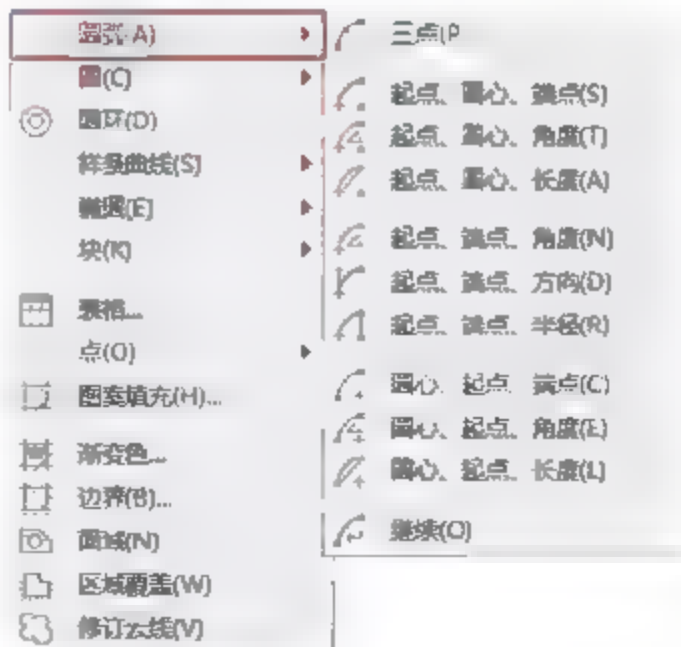 圆弧(A)
圆(C)
圆环(D)
样条曲线(S)
椭圆(E)
块(K)
表格...
点(O)
图案填充(H)...
渐变色...
边界(B)...
面域(N)
区域覆盖(W)
修订云线(V)
三点(P
起点、圆心、端点(S)
起点、圆心、角度(T)
起点、圆心、长度(A)
起点、端点、角度(N)
起点、端点、方向(D)
起点、端点、半径(R)
圆心、起点、端点(C)
圆心、起点、角度(E)
圆心、起点、长度(L)
继续(O)